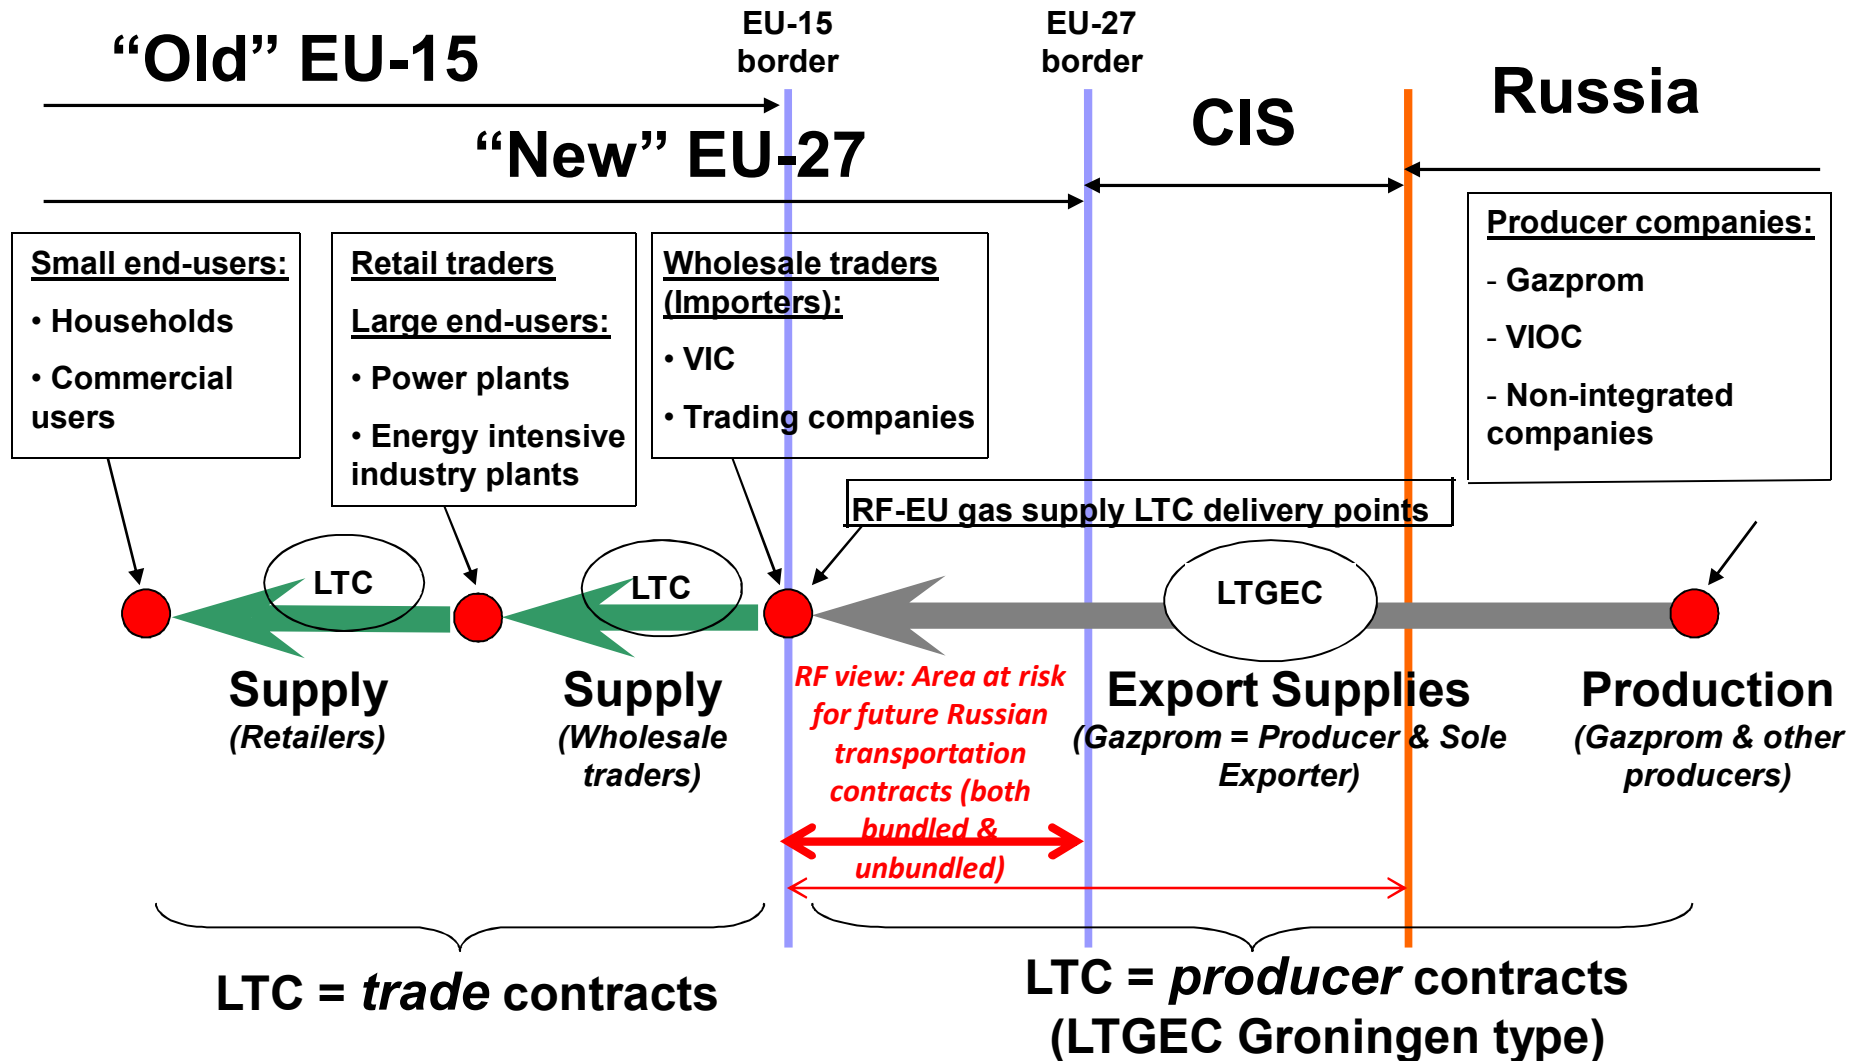 “Old” EU-15
EU-15
border
EU-27
border
Russia
CIS
“New” EU-27
Small end-users:
• Households
• Commercial
users
Retail traders
Large end-users:
• Power plants
• Energy intensive
industry plants
Wholesale traders
(Importers):
• VIC
• Trading companies
Producer companies:
- Gazprom
- VIOC
- Non-integrated
companies
RF-EU gas supply LTC delivery points
LTC
LTC
LTGEC
Supply
(Retailers)
Supply
(Wholesale
traders)
RF view: Area at risk
for future Russian
transportation
contracts (both
bundled &
unbundled)
Export Supplies
(Gazprom = Producer & Sole
Exporter)
Production
(Gazprom & other
producers)
LTC = trade contracts
LTC = producer contracts
(LTGEC Groningen type)